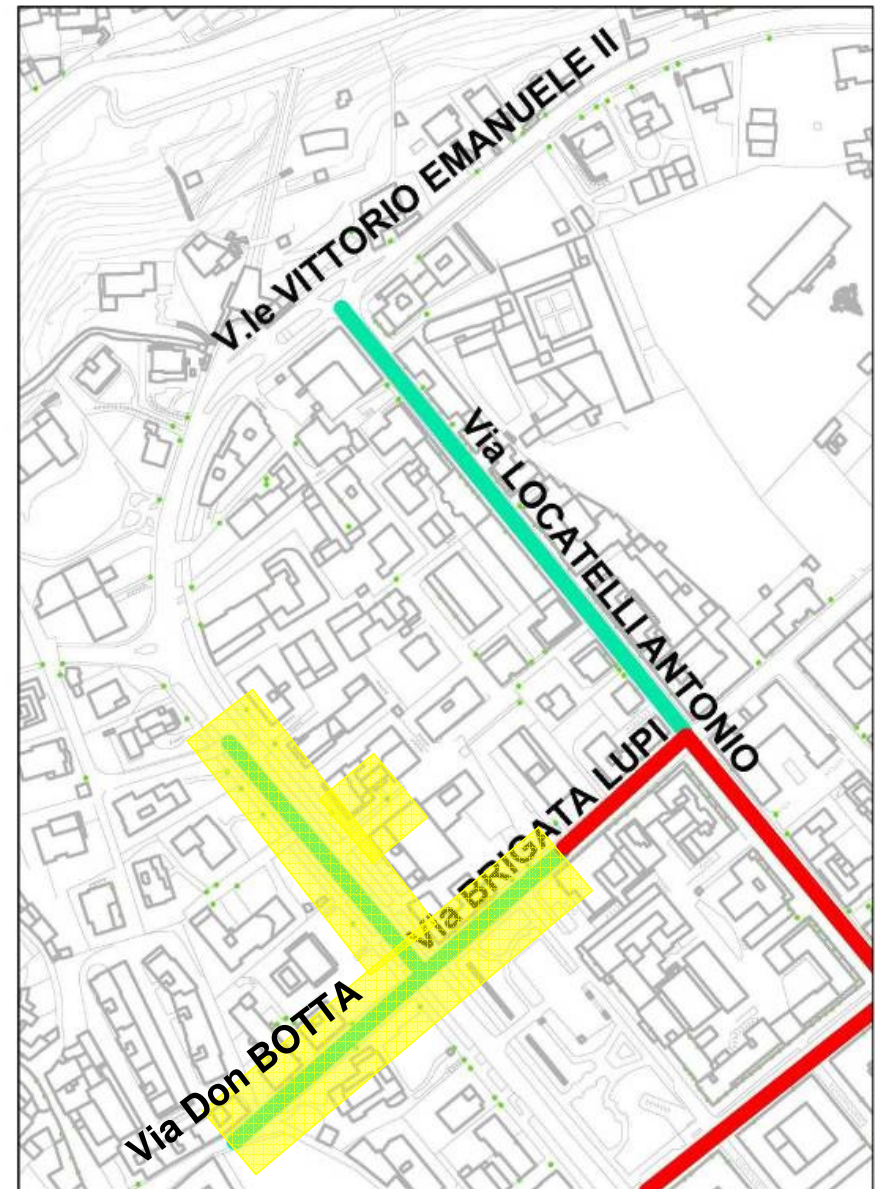 V.le VITTORIO EMANUELE II
Via LOCATELLI ANTONIO
Via BRIGATA LUPI
Via Don BOTTA